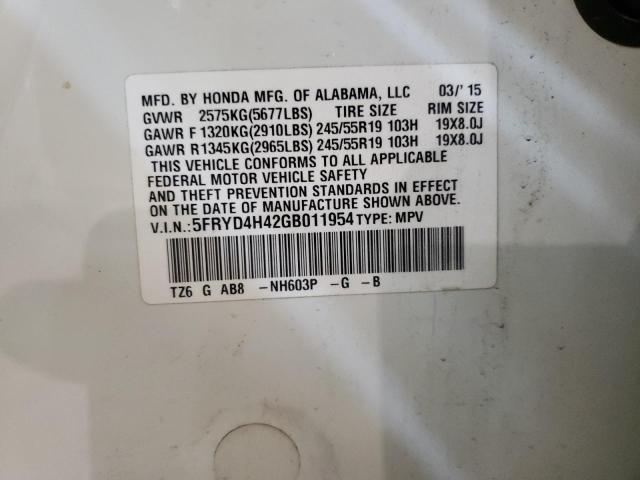 MFD. BY HONDA MFG. OF ALABAMA, LLC 03/'15
GVWR 2575KG(5677LBS) TIRE SIZE RIM SIZE
GAWR F 1320KG(2910LBS) 245/55R19 103H 19X8.0J
GAWR R 1345KG(2965LBS) 245/55R19 103H 19X8.0J
THIS VEHICLE CONFORMS TO ALL APPLICABLE
FEDERAL MOTOR VEHICLE SAFETY
AND THEFT PREVENTION STANDARDS IN EFFECT
ON THE DATE OF MANUFACTURE SHOWN ABOVE.
V.I.N.: 5FRYD4H42GB011954 TYPE: MPV
TZ6 G AB8 -NH603P -G -B